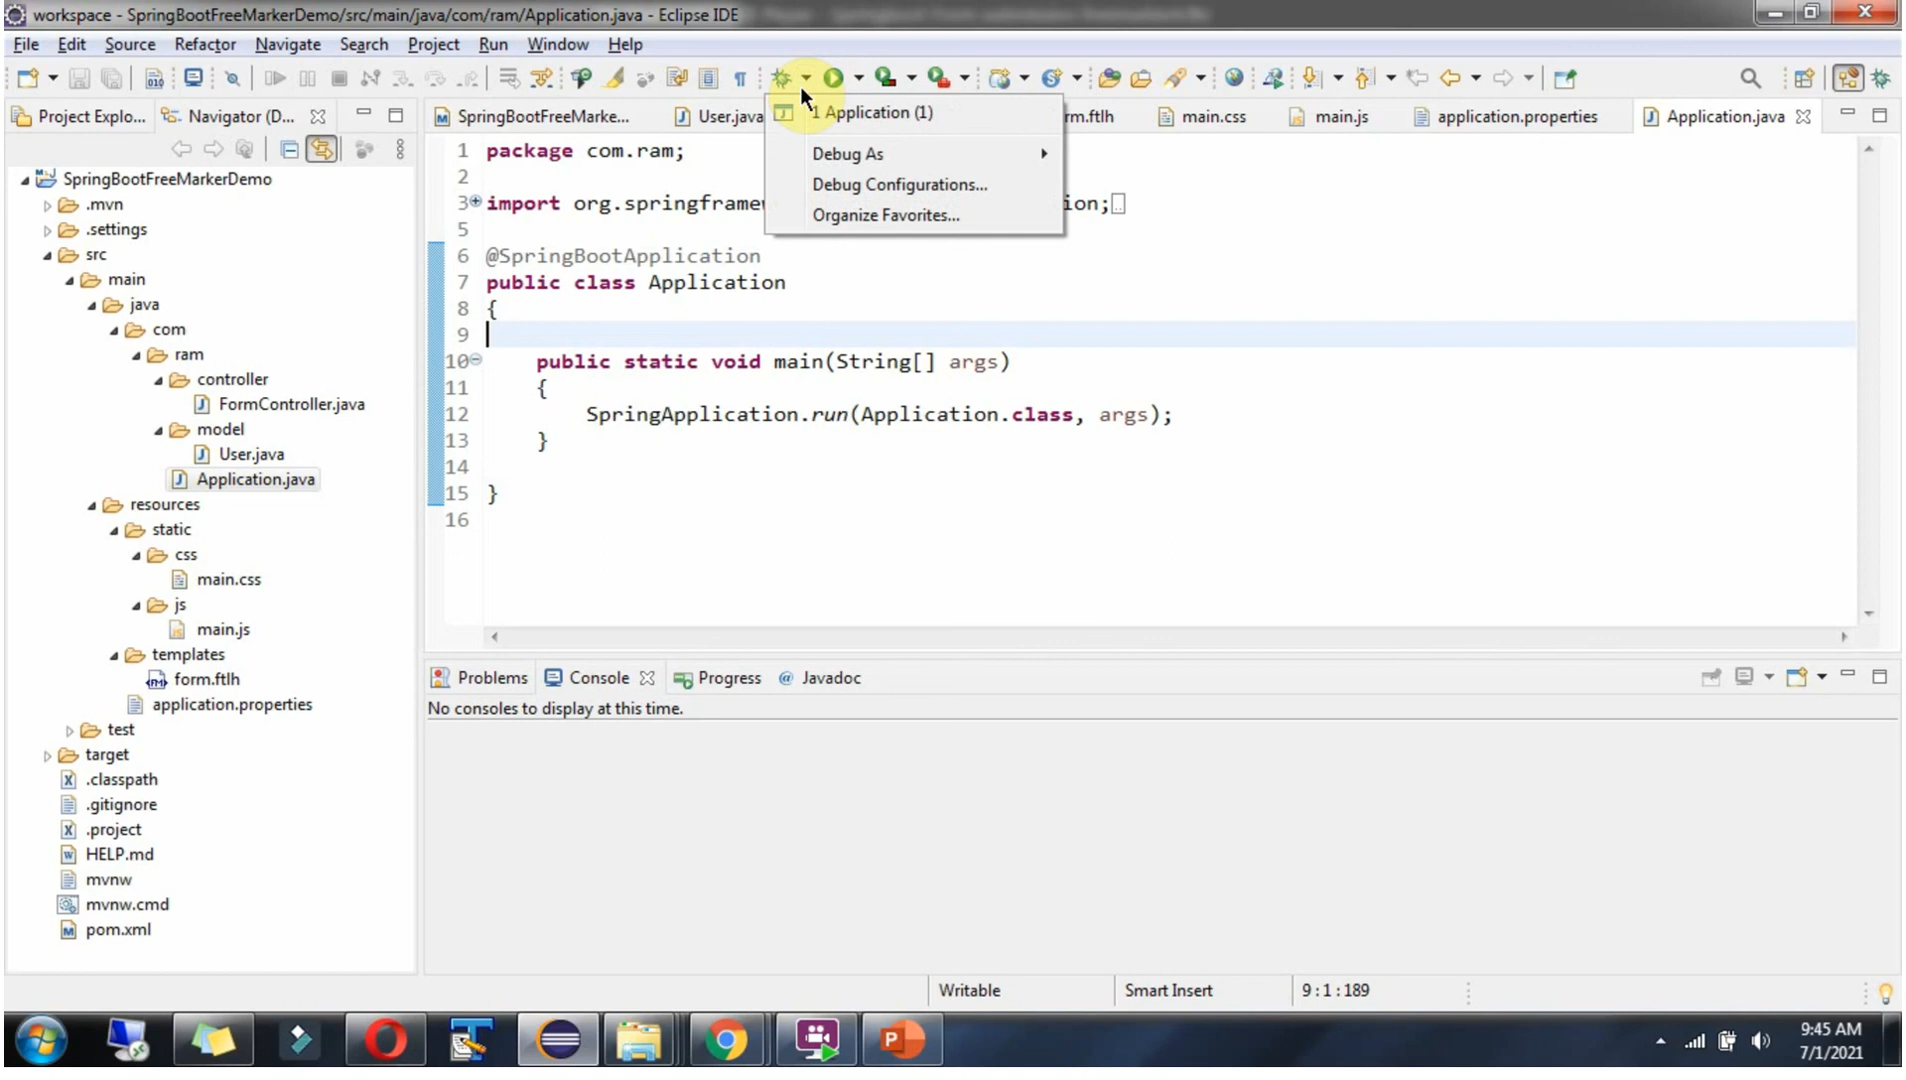 workspace - SpringBootFreeMarkerDemo/src/main/java/com/ram/Application.java - Eclipse IDE
File Edit Source Refactor Navigate Search Project Run Window Help
Project Explo... Navigator (D...
SpringBootFreeMarke... User.java rm.ftlh main.css main.js application.properties Application.java
1 Application (1)
Debug As
Debug Configurations...
Organize Favorites...
SpringBootFreeMarkerDemo
.mvn
.settings
src
main
java
com
ram
controller
FormController.java
model
User.java
Application.java
resources
static
css
main.css
js
main.js
templates
form.ftlh
application.properties
test
target
.classpath
.gitignore
.project
HELP.md
mvnw
mvnw.cmd
pom.xml
1 package com.ram;
2
3 import org.springframew ion;
5
6 @SpringBootApplication
7 public class Application
8 {
9
10 public static void main(String[] args)
11 {
12 SpringApplication.run(Application.class, args);
13 }
14
15 }
16
Problems Console Progress @ Javadoc
No consoles to display at this time.
Writable Smart Insert 9 : 1 : 189
9:45 AM
7/1/2021